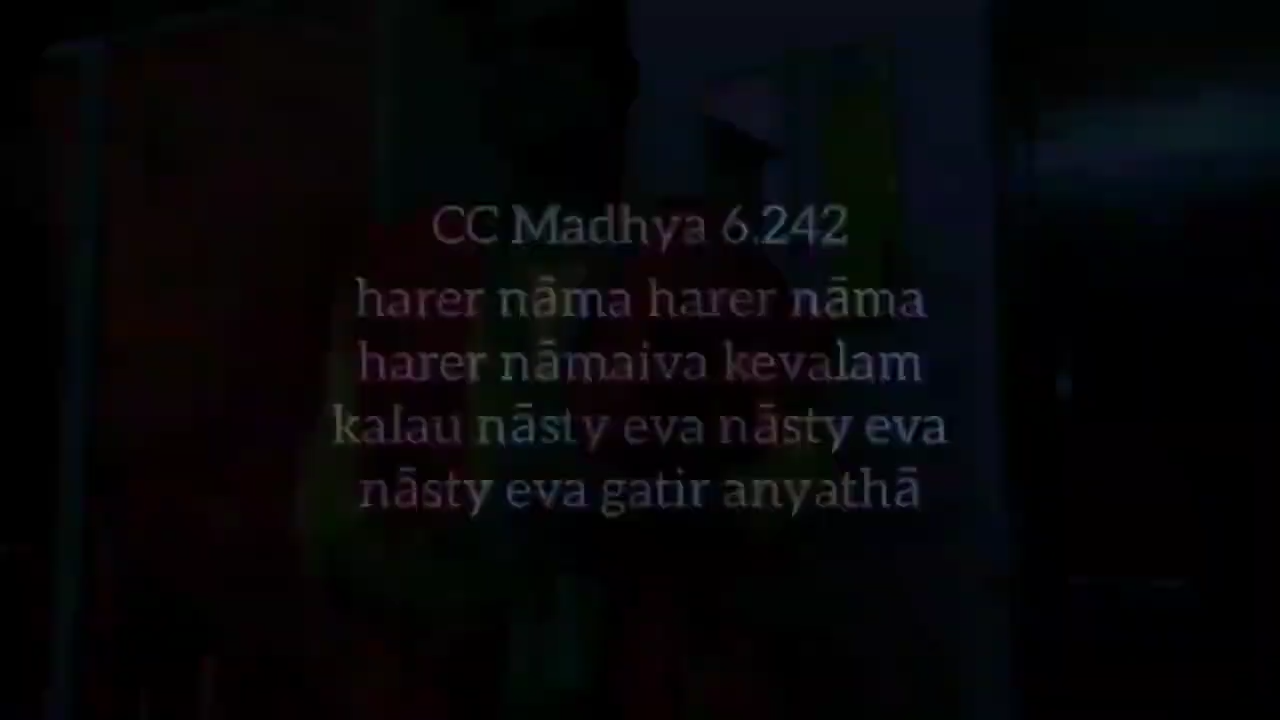 CC Madhya 6.242
harer nāma harer nāma
harer nāmaiva kevalam
kalau nāsty eva nāsty eva
nāsty eva gatir anyathā